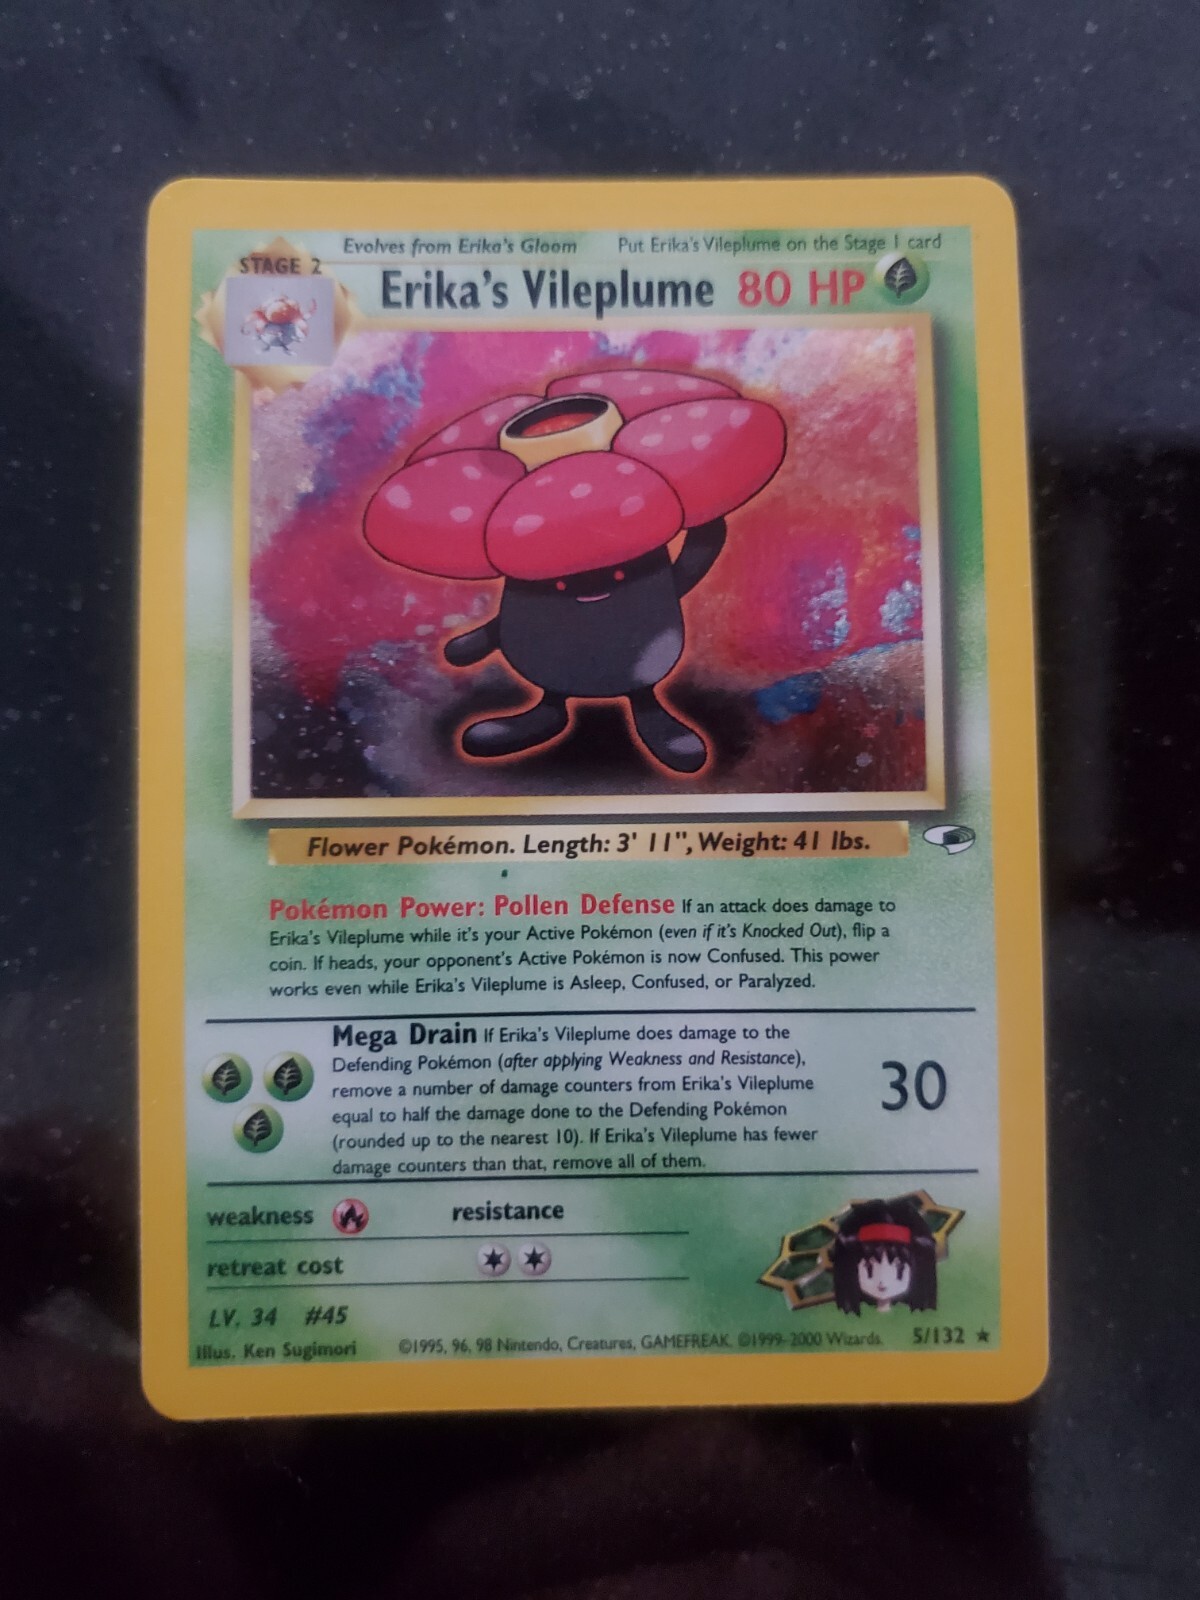 Evolves from Erika's Gloom Put Erika's Vileplume on the Stage 1 card
STAGE 2
Erika's Vileplume 80 HP
Flower Pokémon. Length: 3' 11", Weight: 41 lbs.
Pokémon Power: Pollen Defense If an attack does damage to
Erika's Vileplume while it's your Active Pokémon (even if it's Knocked Out), flip a
coin. If heads, your opponent's Active Pokémon is now Confused. This power
works even while Erika's Vileplume is Asleep, Confused, or Paralyzed.
Mega Drain If Erika's Vileplume does damage to the
Defending Pokémon (after applying Weakness and Resistance),
remove a number of damage counters from Erika's Vileplume
equal to half the damage done to the Defending Pokémon
(rounded up to the nearest 10). If Erika's Vileplume has fewer
damage counters than that, remove all of them.
30
weakness resistance
retreat cost
LV. 34 #45
Illus. Ken Sugimori ©1995, 96, 98 Nintendo, Creatures, GAMEFREAK. ©1999-2000 Wizards. 5/132 ★